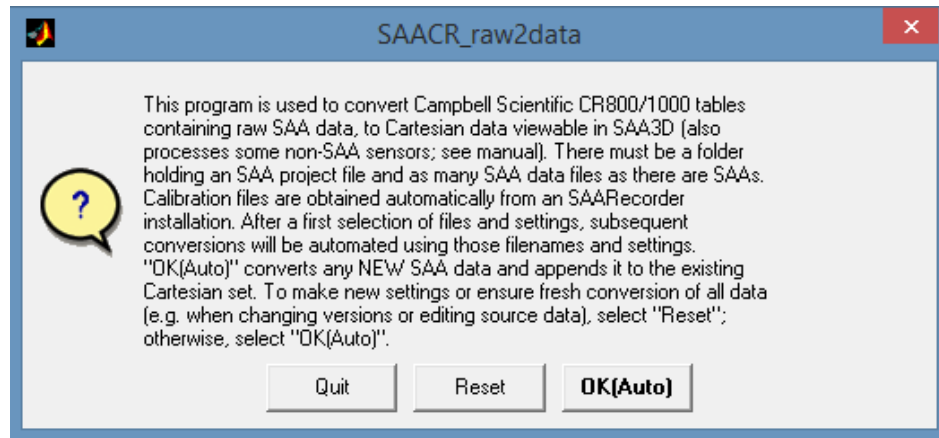 SAACR_raw2data
This program is used to convert Campbell Scientific CR800/1000 tables
containing raw SAA data, to Cartesian data viewable in SAA3D (also
processes some non-SAA sensors; see manual). There must be a folder
holding an SAA project file and as many SAA data files as there are SAAs.
Calibration files are obtained automatically from an SAARecorder
installation. After a first selection of files and settings, subsequent
conversions will be automated using those filenames and settings.
"OK(Auto)" converts any NEW SAA data and appends it to the existing
Cartesian set. To make new settings or ensure fresh conversion of all data
(e.g. when changing versions or editing source data), select "Reset";
otherwise, select "OK(Auto)".
Quit Reset OK(Auto)